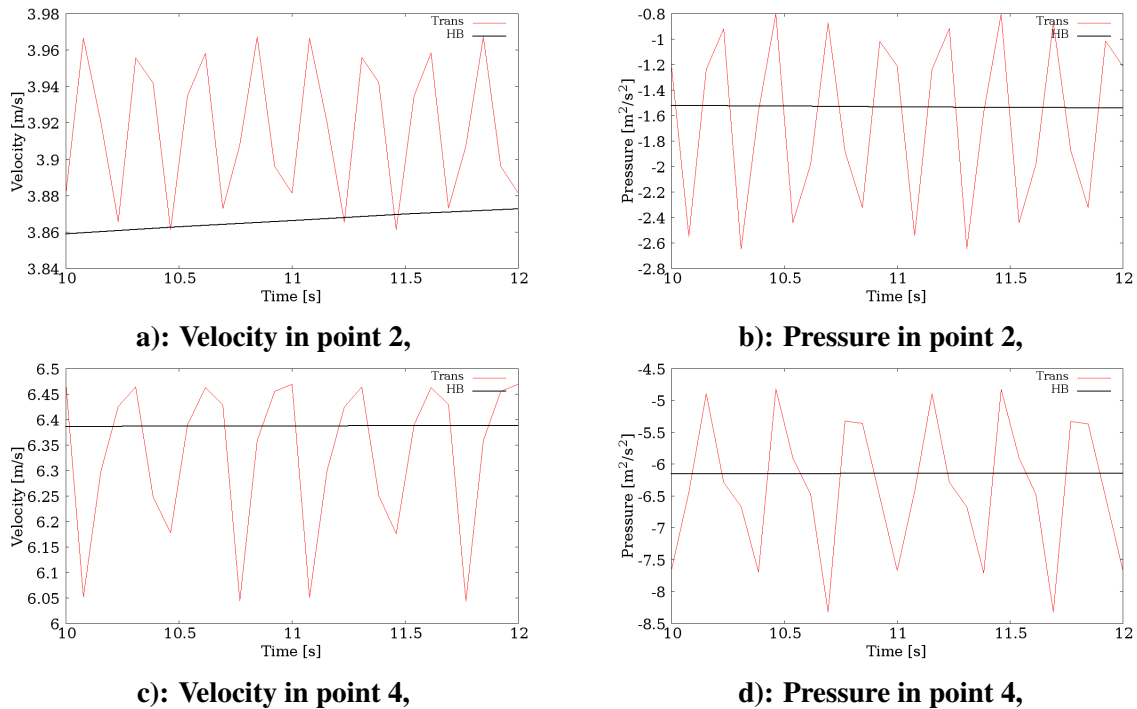 3.98
3.96
3.94
3.92
3.9
3.88
3.86
3.84
Velocity [m/s]
Trans
HB
10
10.5
11
11.5
12
Time [s]
a): Velocity in point 2,
-0.8
-1
-1.2
-1.4
-1.6
-1.8
-2
-2.2
-2.4
-2.6
-2.8
Pressure [m²/s²]
Trans
HB
10
10.5
11
11.5
12
Time [s]
b): Pressure in point 2,
6.5
6.45
6.4
6.35
6.3
6.25
6.2
6.15
6.1
6.05
6
Velocity [m/s]
Trans
HB
10
10.5
11
11.5
12
Time [s]
c): Velocity in point 4,
-4.5
-5
-5.5
-6
-6.5
-7
-7.5
-8
-8.5
Pressure [m²/s²]
Trans
HB
10
10.5
11
11.5
12
Time [s]
d): Pressure in point 4,